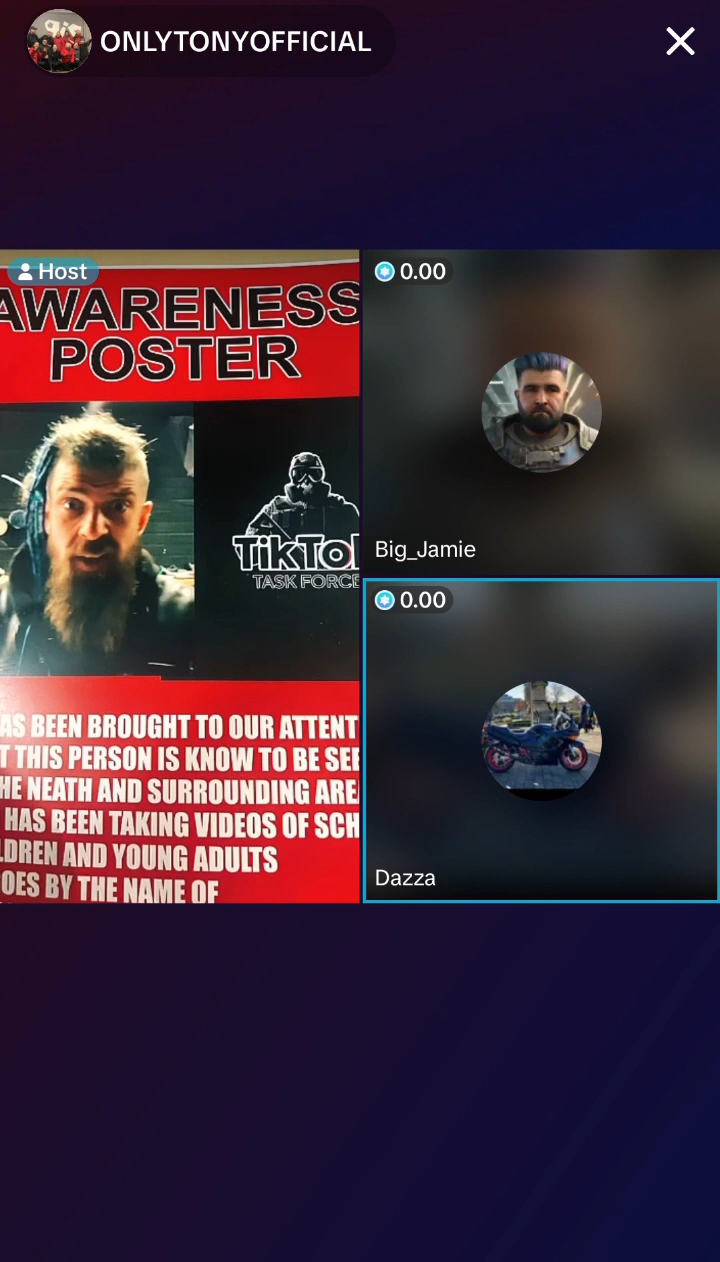 ONLYTONYOFFICIAL
Host
AWARENESS
POSTER
TikTo
TASK FORCE
AS BEEN BROUGHT TO OUR ATTENT
T THIS PERSON IS KNOW TO BE SEE
HE NEATH AND SURROUNDING ARE
HAS BEEN TAKING VIDEOS OF SCH
LDREN AND YOUNG ADULTS
OES BY THE NAME OF
0.00
Big_Jamie
0.00
Dazza